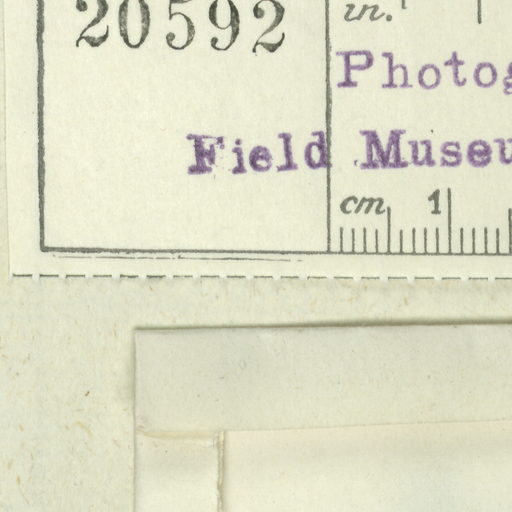 20592
in.
Photog
Field Museu
cm 1